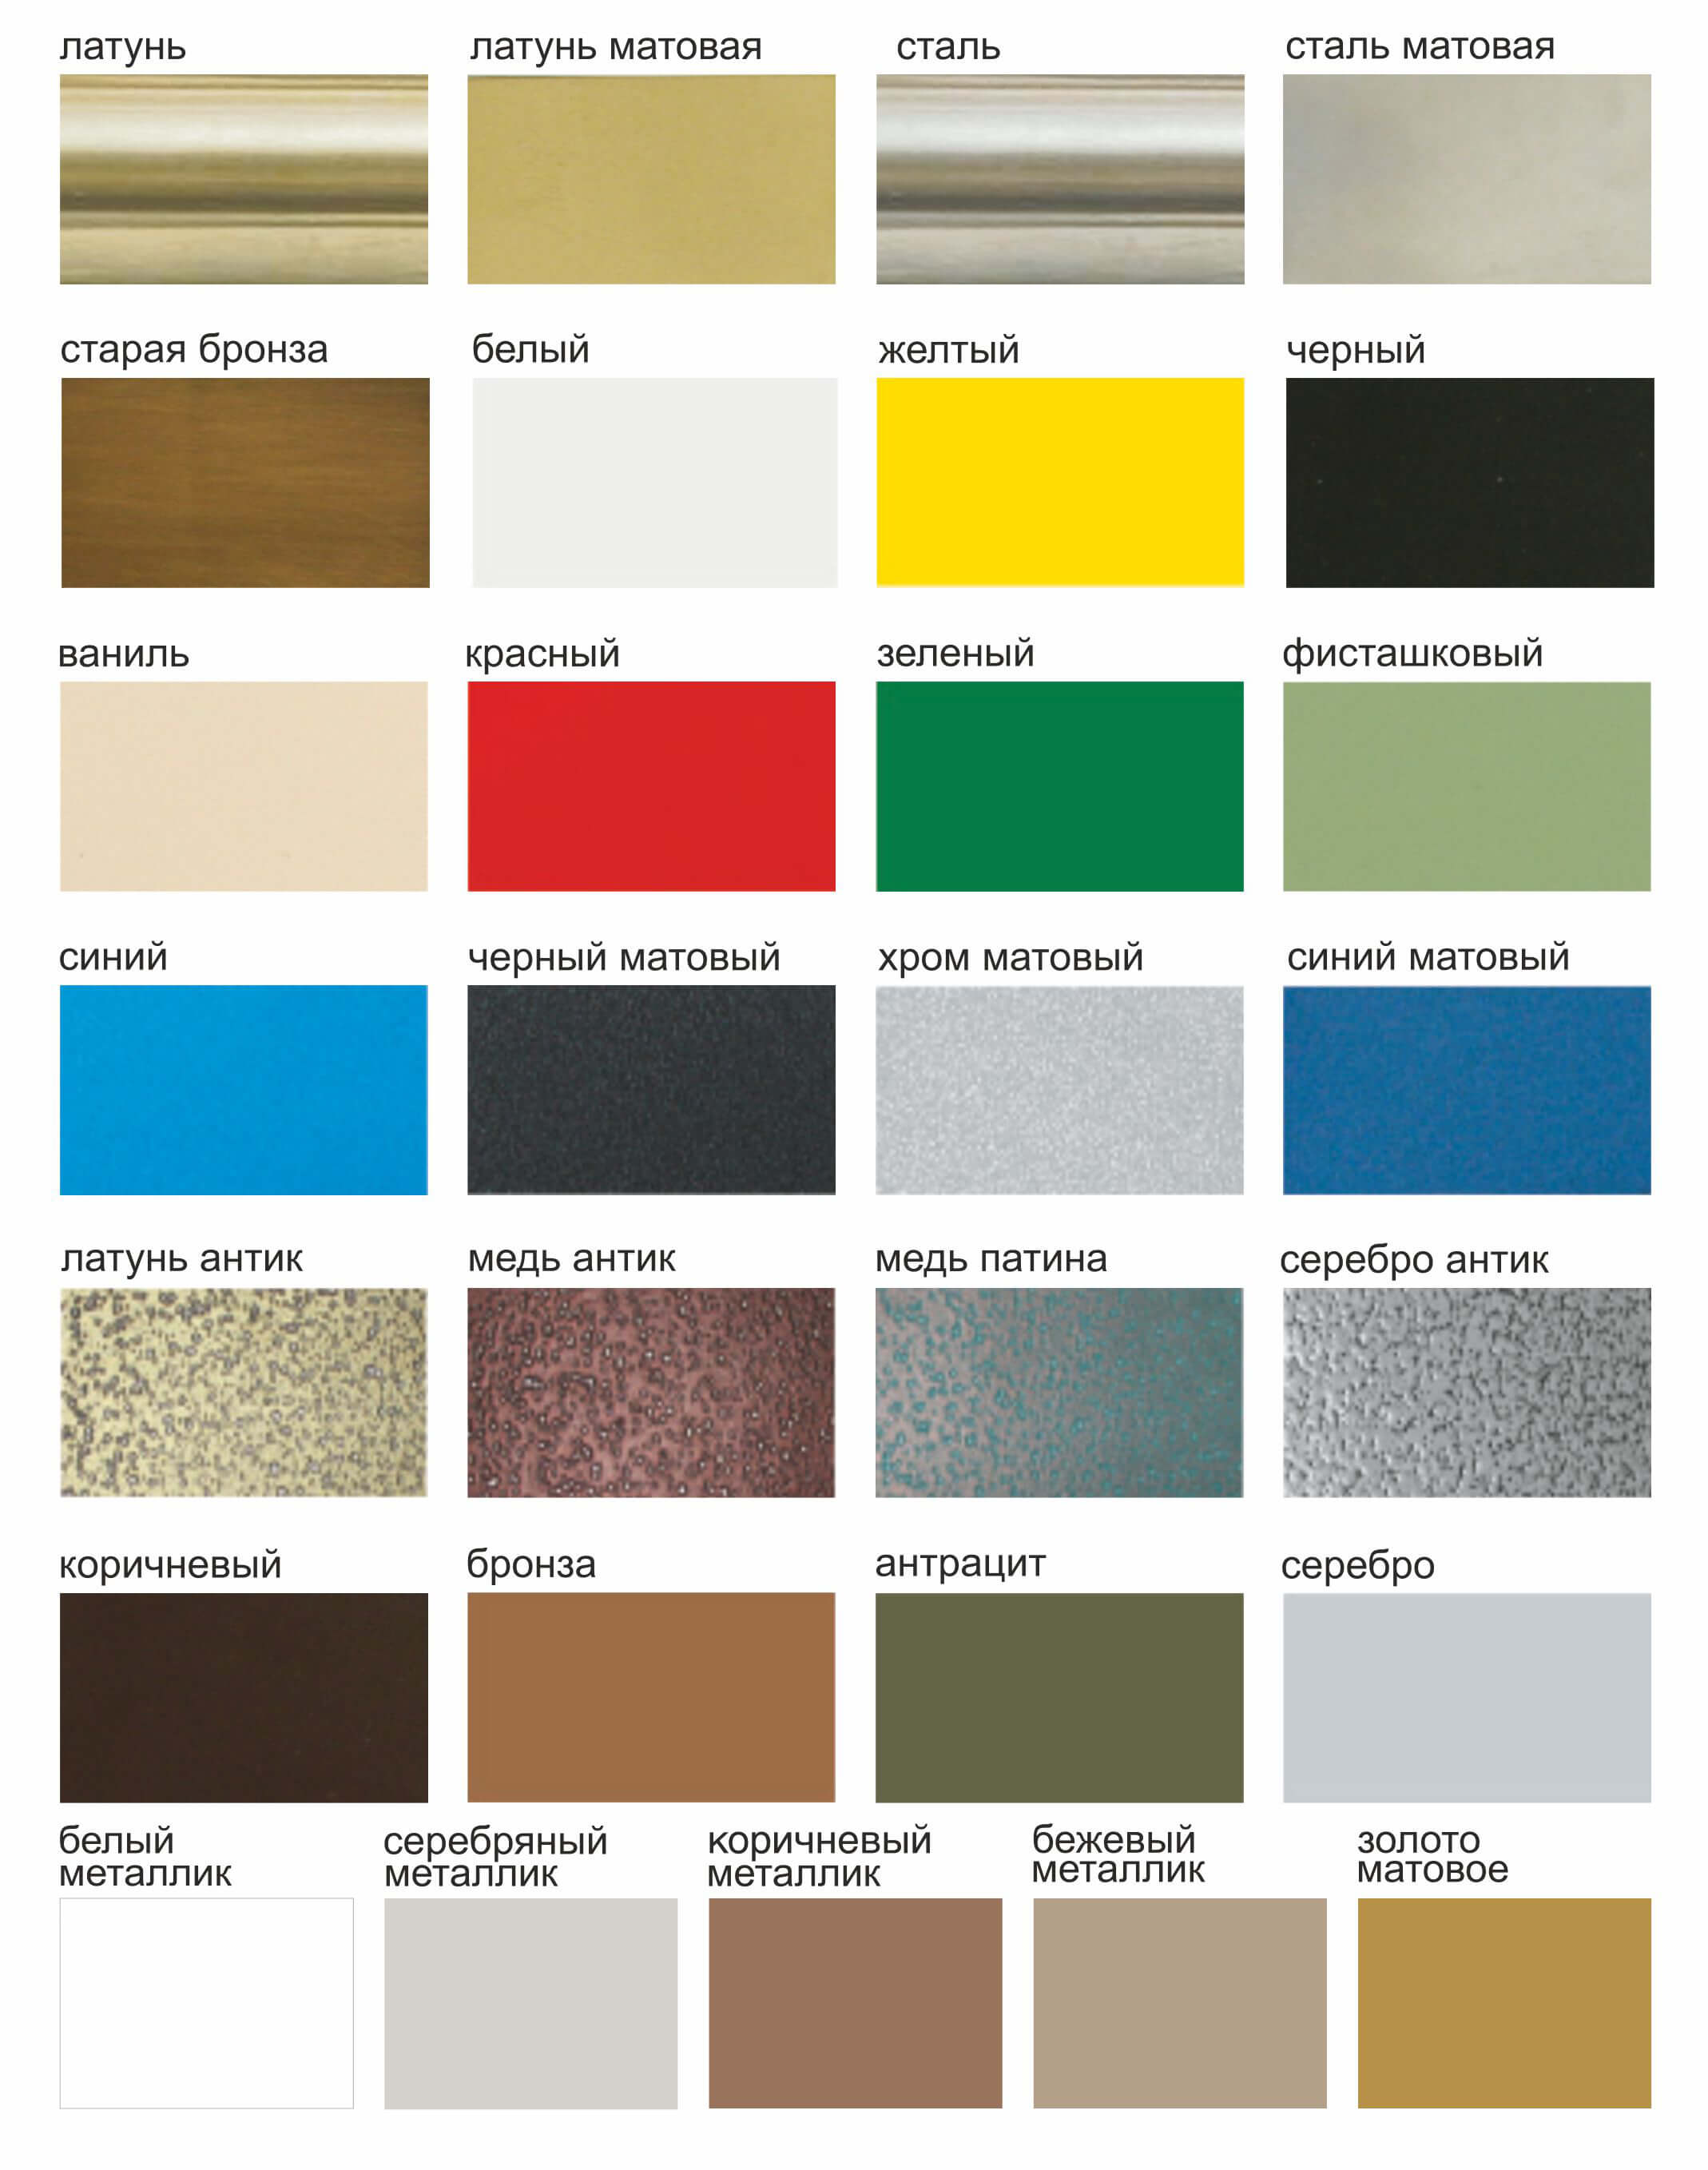 латунь
латунь матовая
сталь
сталь матовая
старая бронза
белый
желтый
черный
ваниль
красный
зеленый
фисташковый
синий
черный матовый
хром матовый
синий матовый
латунь антик
медь антик
медь патина
серебро антик
коричневый
бронза
антрацит
серебро
белый
металлик
серебряный
металлик
коричневый
металлик
бежевый
металлик
золото
матовое